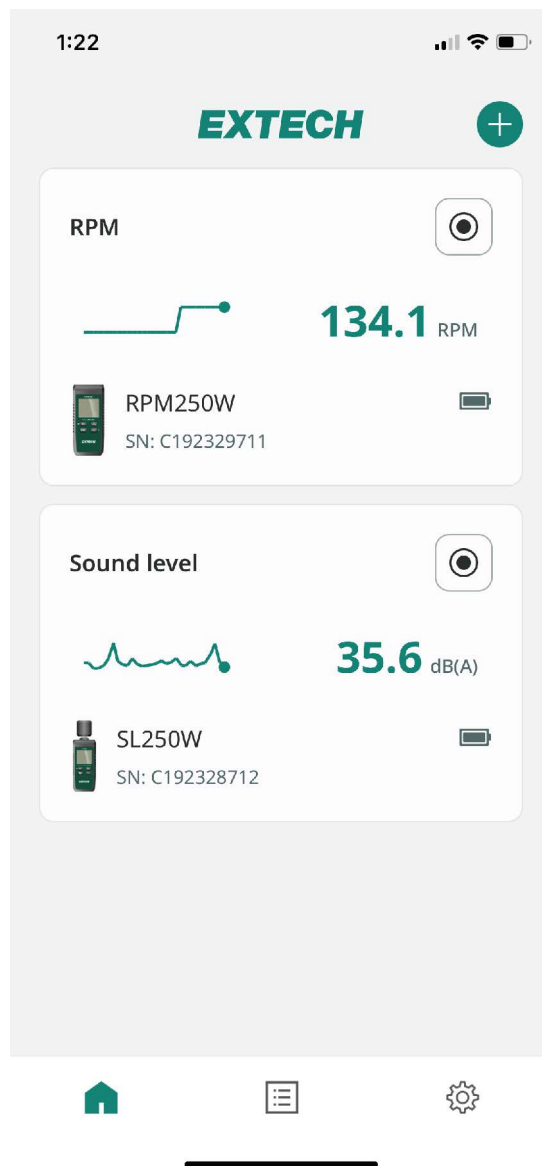 1:22
EXTECH
RPM
134.1 RPM
RPM250W
SN: C192329711
Sound level
35.6 dB(A)
SL250W
SN: C192328712